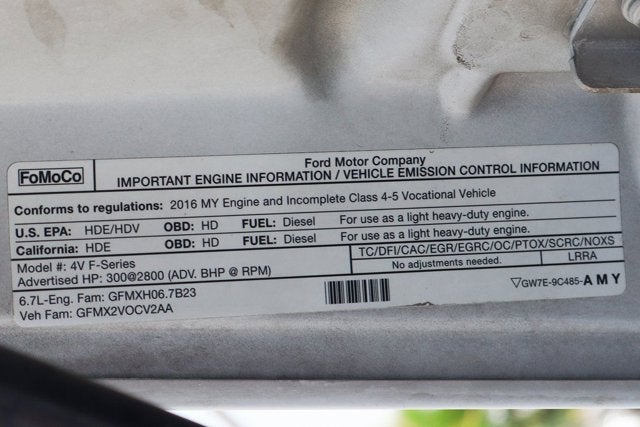 FoMoCo
Ford Motor Company
IMPORTANT ENGINE INFORMATION / VEHICLE EMISSION CONTROL INFORMATION
Conforms to regulations: 2016 MY Engine and Incomplete Class 4-5 Vocational Vehicle
U.S. EPA: HDE/HDV OBD: HD FUEL: Diesel For use as a light heavy-duty engine.
California: HDE OBD: HD FUEL: Diesel For use as a light heavy-duty engine.
Model #: 4V F-Series
Advertised HP: 300@2800 (ADV. BHP @ RPM)
TC/DFI/CAC/EGR/EGRC/OC/PTOX/SCRC/NOXS
No adjustments needed. LRRA
6.7L-Eng. Fam: GFMXH06.7B23
Veh Fam: GFMX2VOCV2AA
▽GW7E-9C485-AMY